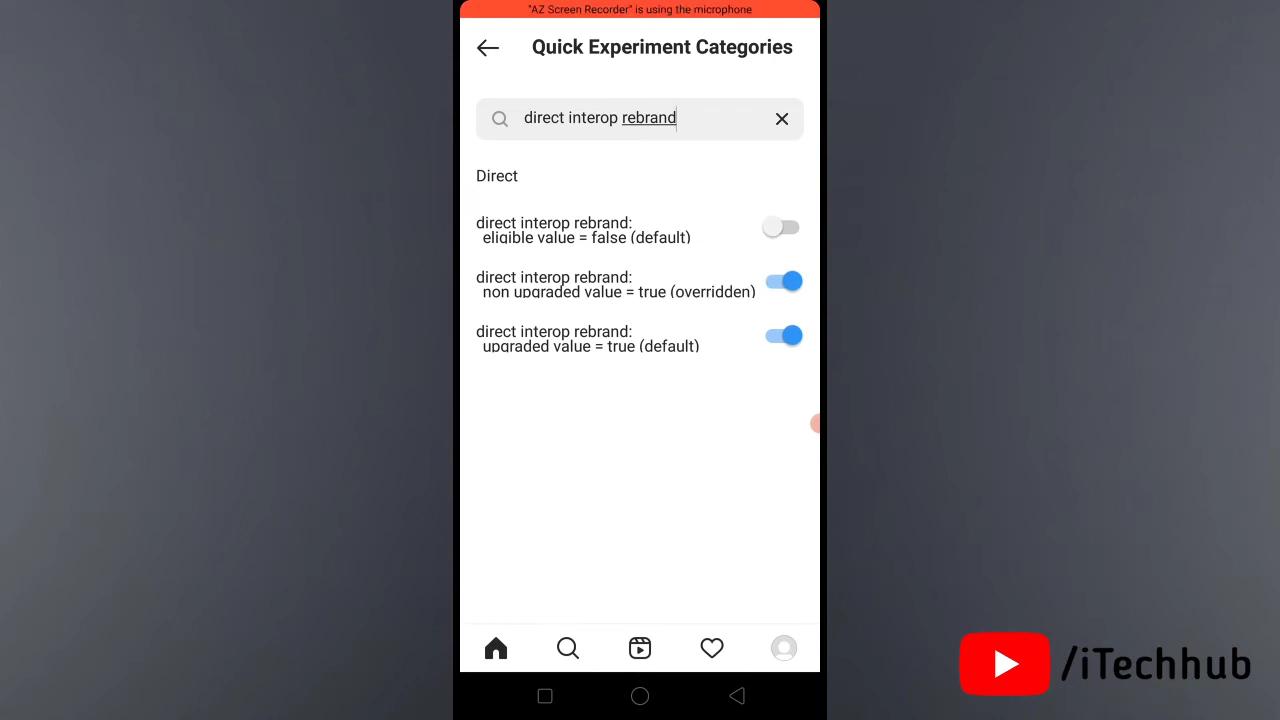 "AZ Screen Recorder" is using the microphone
Quick Experiment Categories
direct interop rebrand
Direct
direct interop rebrand:
eligible value = false (default)
direct interop rebrand:
non upgraded value = true (overridden)
direct interop rebrand:
upgraded value = true (default)
/iTechhub